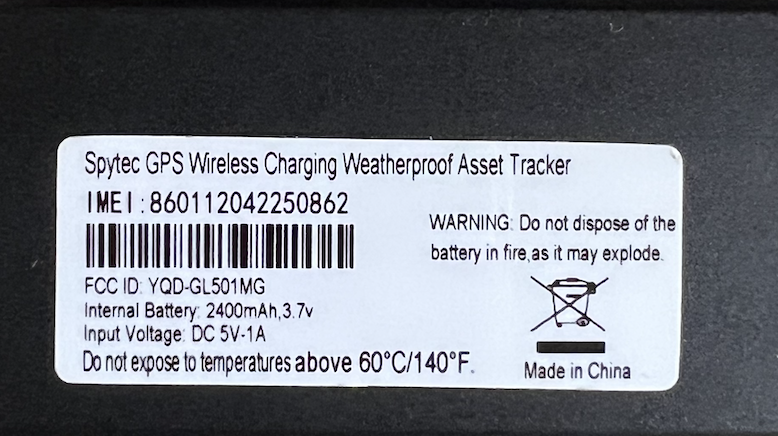 Spytec GPS Wireless Charging Weatherproof Asset Tracker
IMEI:860112042250862
WARNING: Do not dispose of the
battery in fire,as it may explode.
FCC ID: YQD-GL501MG
Internal Battery: 2400mAh,3.7v
Input Voltage: DC 5V-1A
Do not expose to temperatures above 60°C/140°F.
Made in China